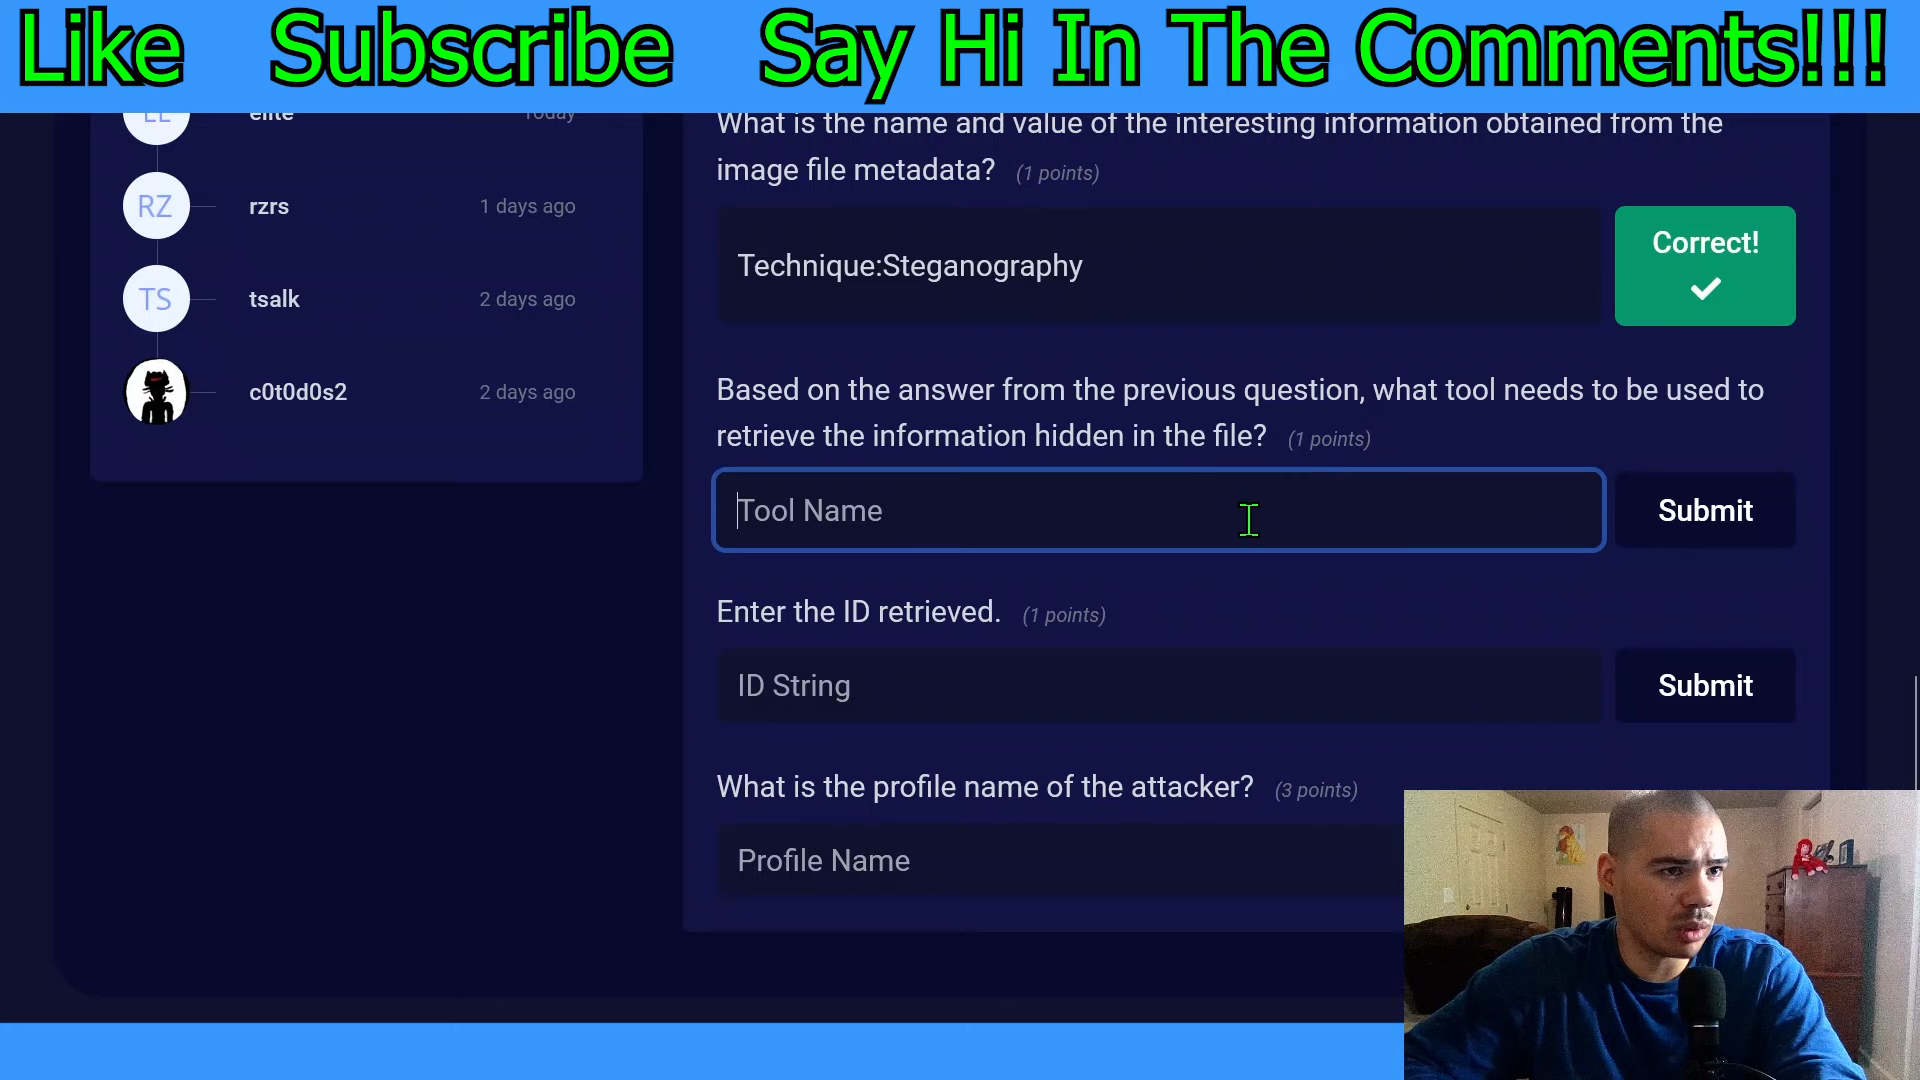 Like Subscribe Say Hi In The Comments!!!
elite Today
What is the name and value of the interesting information obtained from the
image file metadata? (1 points)
RZ rzrs 1 days ago
Technique:Steganography
Correct!
TS tsalk 2 days ago
c0t0d0s2 2 days ago
Based on the answer from the previous question, what tool needs to be used to
retrieve the information hidden in the file? (1 points)
Tool Name
Submit
Enter the ID retrieved. (1 points)
ID String
Submit
What is the profile name of the attacker? (3 points)
Profile Name